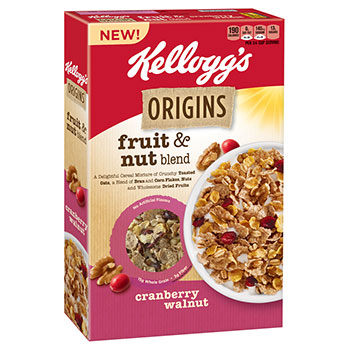 NEW!
Kellogg's
ORIGINS
fruit &
nut blend
A Delightful Cereal Mixture of Crunchy Toasted
Oats, a Blend of Bran and Corn Flakes, Nuts
and Wholesome Dried Fruits
No Artificial Flavors
cranberry
walnut
190